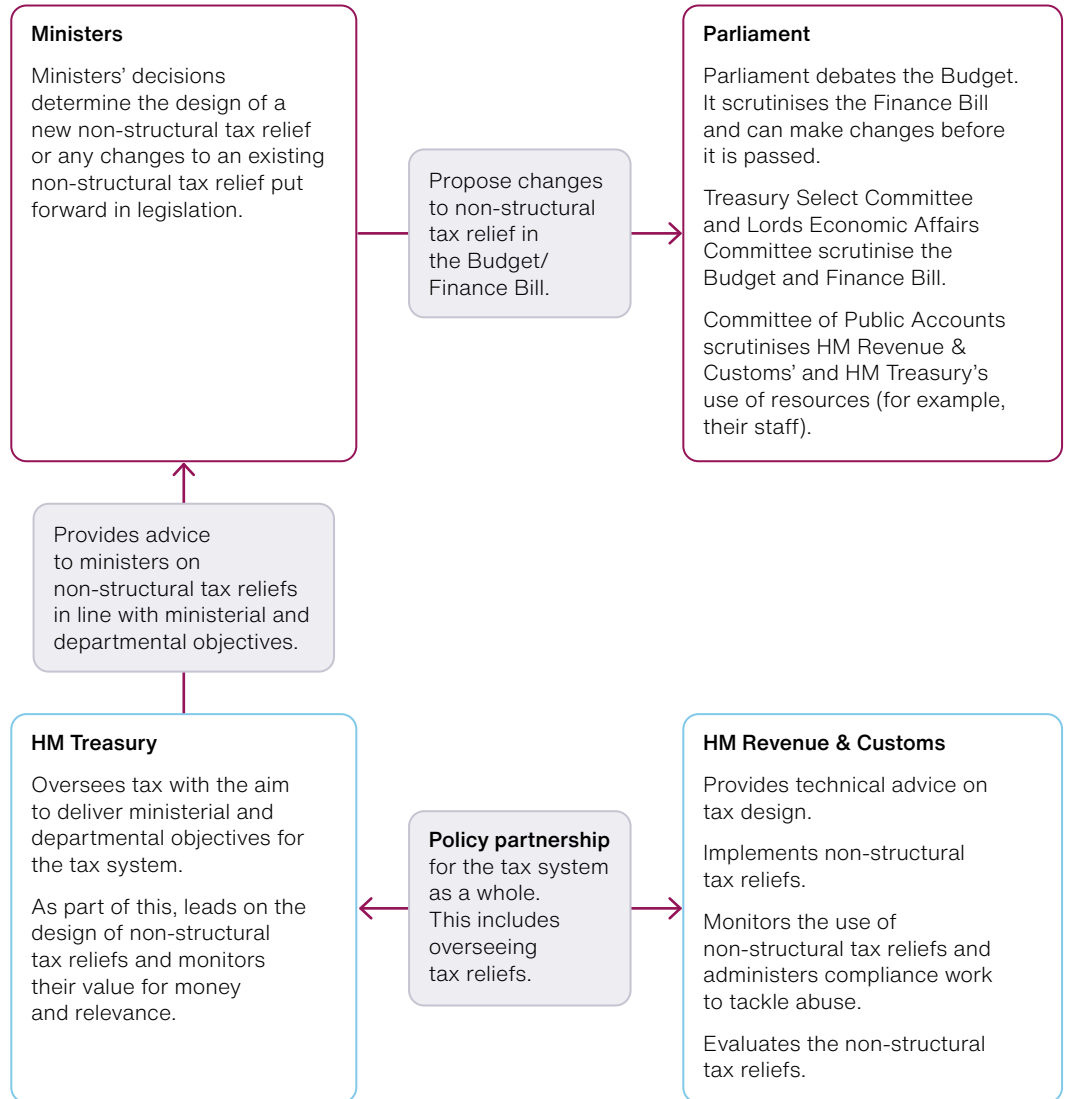 Ministers
Ministers’ decisions
determine the design of a
new non-structural tax relief
or any changes to an existing
non-structural tax relief put
forward in legislation.
Propose changes
to non-structural
tax relief in
the Budget/
Finance Bill.
Parliament
Parliament debates the Budget.
It scrutinises the Finance Bill
and can make changes before
it is passed.
Treasury Select Committee
and Lords Economic Affairs
Committee scrutinise the
Budget and Finance Bill.
Committee of Public Accounts
scrutinises HM Revenue &
Customs’ and HM Treasury’s
use of resources (for example,
their staff).
Provides advice
to ministers on
non-structural tax reliefs
in line with ministerial and
departmental objectives.
HM Treasury
Oversees tax with the aim
to deliver ministerial and
departmental objectives for
the tax system.
As part of this, leads on the
design of non-structural
tax reliefs and monitors
their value for money
and relevance.
Policy partnership
for the tax system
as a whole.
This includes
overseeing
tax reliefs.
HM Revenue & Customs
Provides technical advice on
tax design.
Implements non-structural
tax reliefs.
Monitors the use of
non-structural tax reliefs and
administers compliance work
to tackle abuse.
Evaluates the non-structural
tax reliefs.